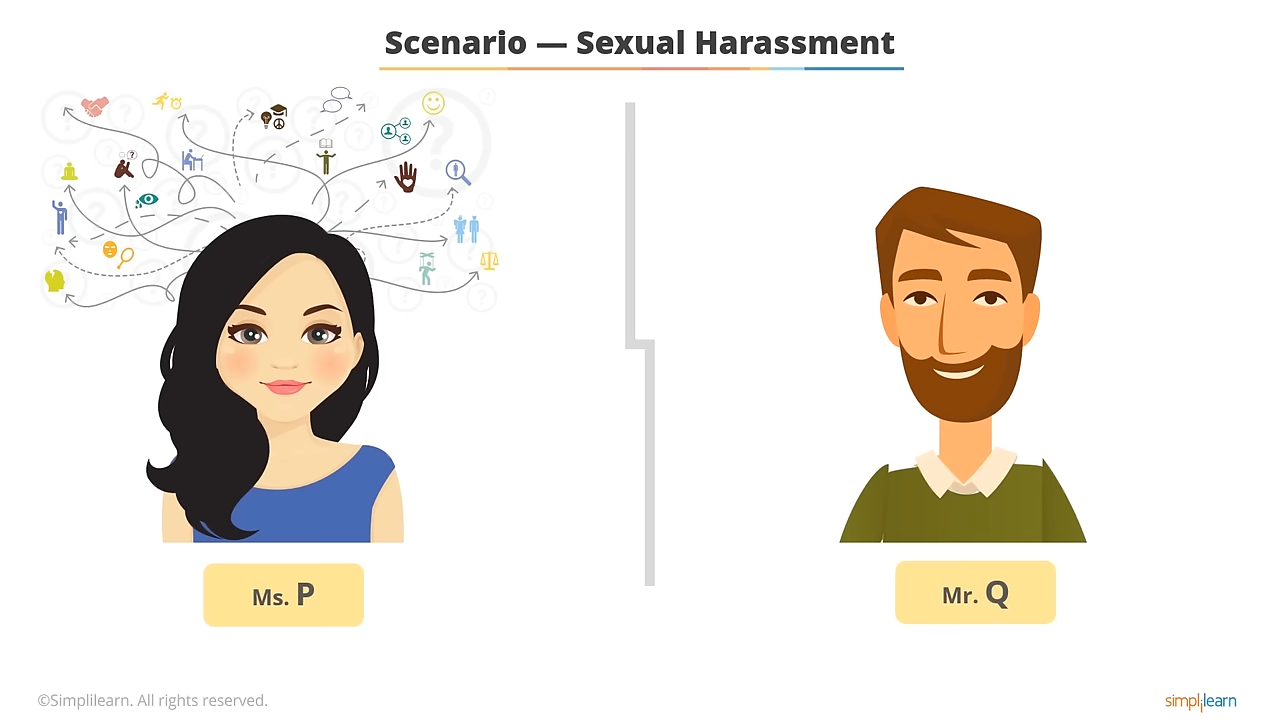 Scenario — Sexual Harassment
Ms. P
Mr. Q
©Simplilearn. All rights reserved.
simplilearn